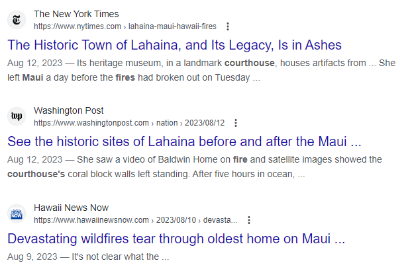 The New York Times
https://www.nytimes.com › lahaina-maui-hawaii-fires
The Historic Town of Lahaina, and Its Legacy, Is in Ashes
Aug 12, 2023 — Its heritage museum, in a landmark courthouse, houses artifacts from ... She
left Maui a day before the fires had broken out on Tuesday ...
wp
Washington Post
https://www.washingtonpost.com › nation › 2023/08/12
See the historic sites of Lahaina before and after the Maui ...
Aug 12, 2023 — She saw a video of Baldwin Home on fire and satellite images showed the
courthouse's coral block walls left standing. After five hours in ocean, ...
Hawaii News Now
https://www.hawaiinewsnow.com › 2023/08/10 › devasta...
Devastating wildfires tear through oldest home on Maui ...
Aug 9, 2023 — It's not clear what the ...